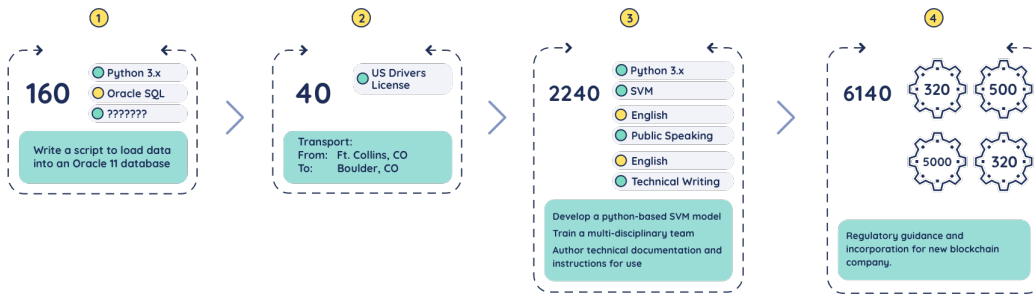 1
160
Python 3.x
Oracle SQL
???????
Write a script to load data
into an Oracle 11 database
2
40
US Drivers
License
Transport:
From: Ft. Collins, CO
To: Boulder, CO
3
2240
Python 3.x
SVM
English
Public Speaking
English
Technical Writing
Develop a python-based SVM model
Train a multi-disciplinary team
Author technical documentation and
instructions for use
4
6140
320
500
5000
320
Regulatory guidance and
incorporation for new blockchain
company.